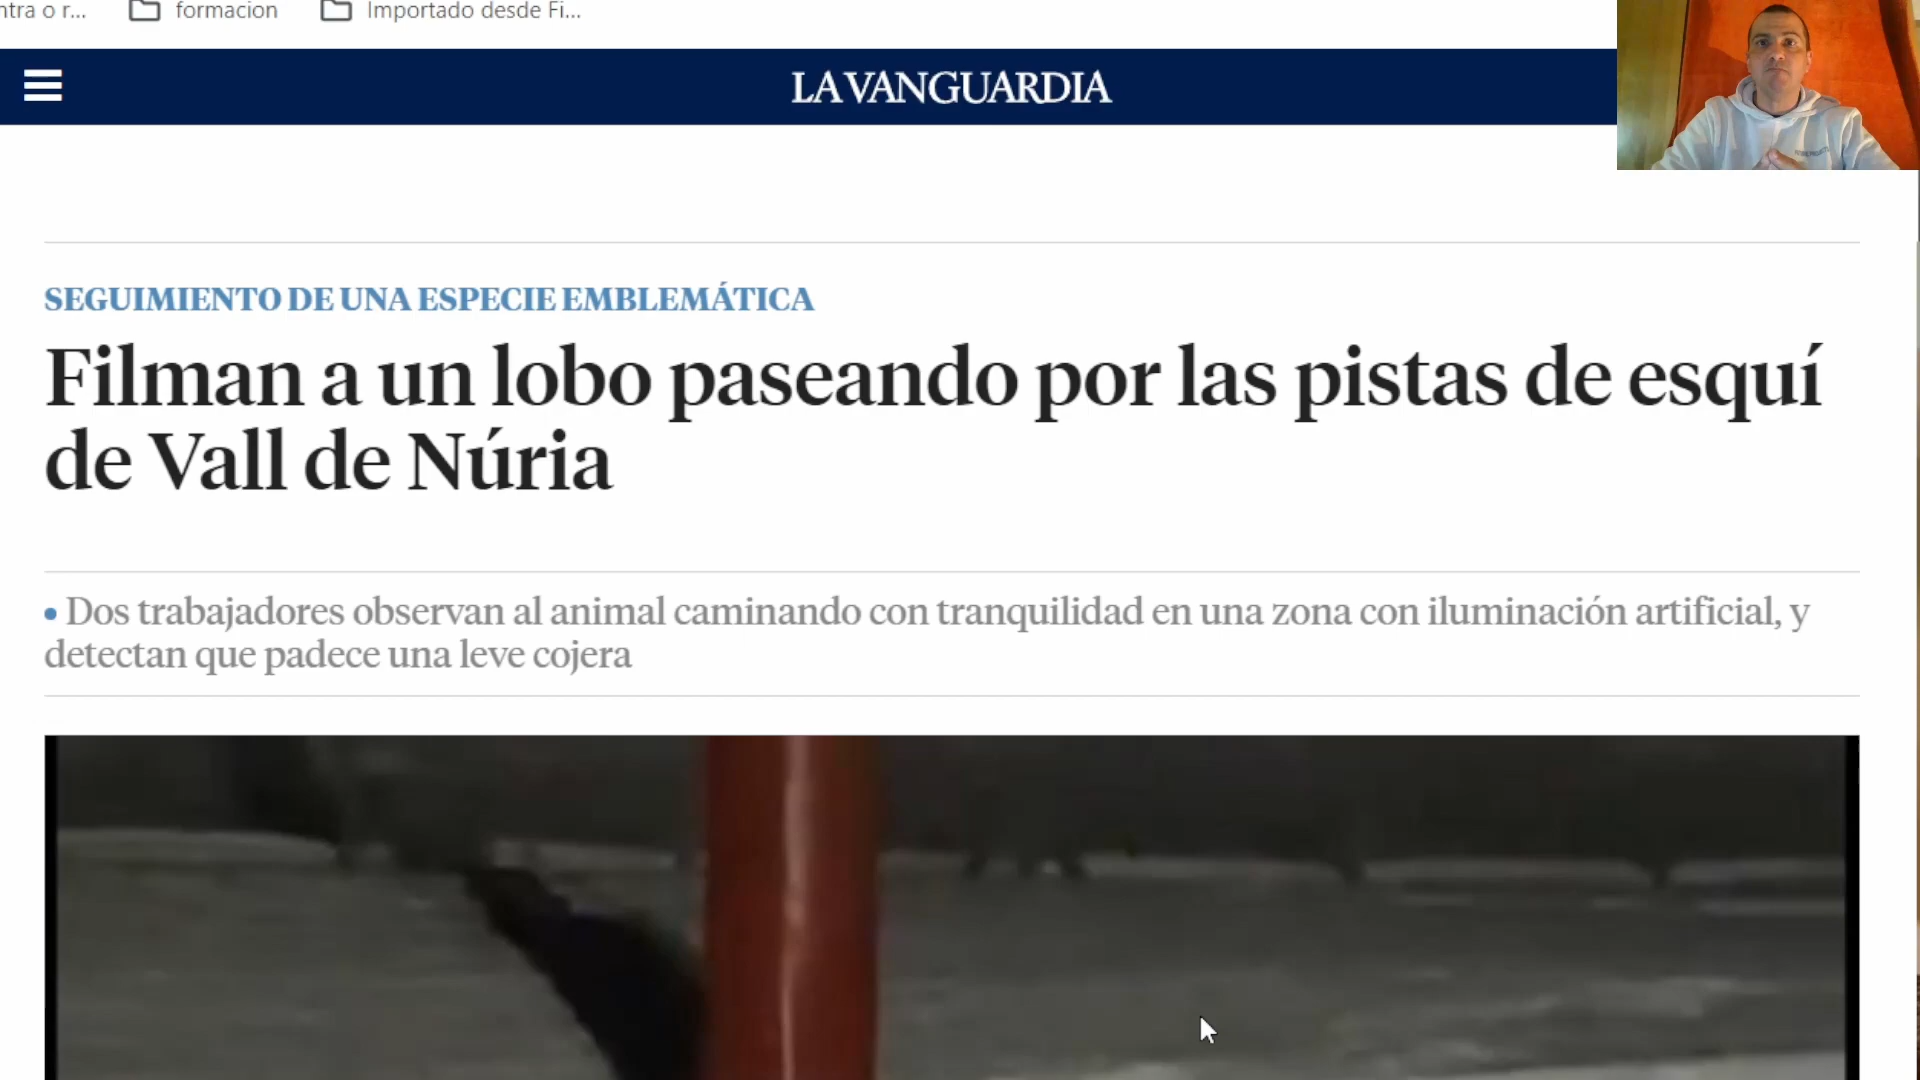 formacion
Importado desde Fi...
LA VANGUARDIA
SEGUIMIENTO DE UNA ESPECIE EMBLEMÁTICA
Filman a un lobo paseando por las pistas de esquí
de Vall de Núria
• Dos trabajadores observan al animal caminando con tranquilidad en una zona con iluminación artificial, y
detectan que padece una leve cojera